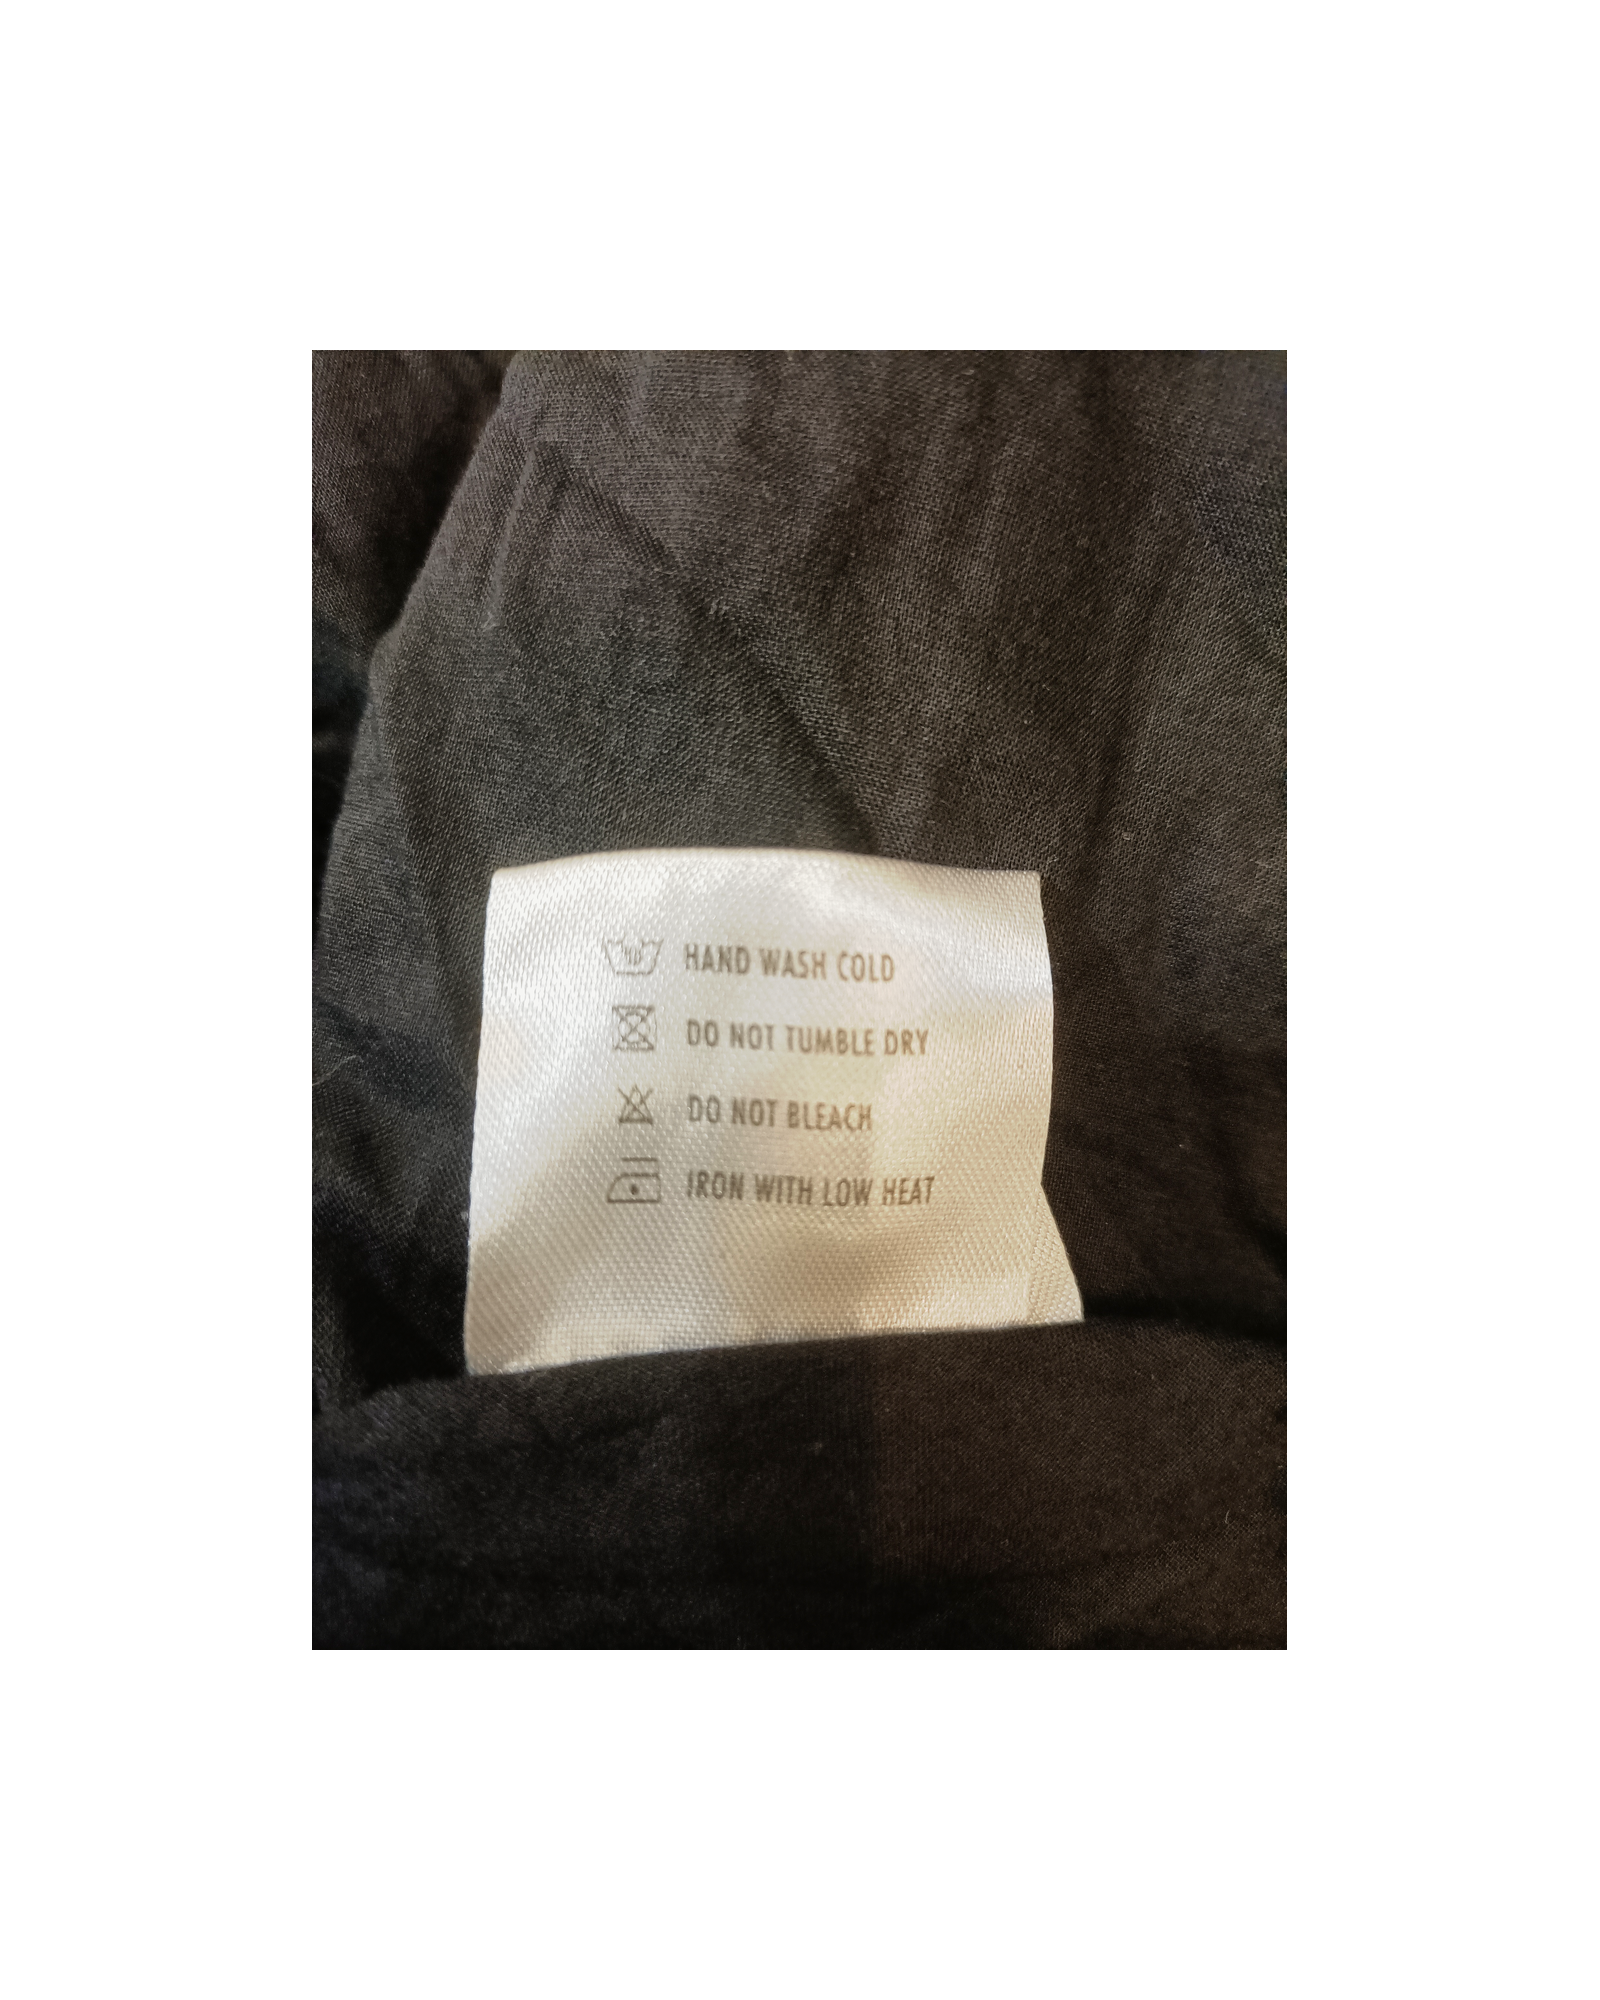 HAND WASH COLD
DO NOT TUMBLE DRY
DO NOT BLEACH
IRON WITH LOW HEAT